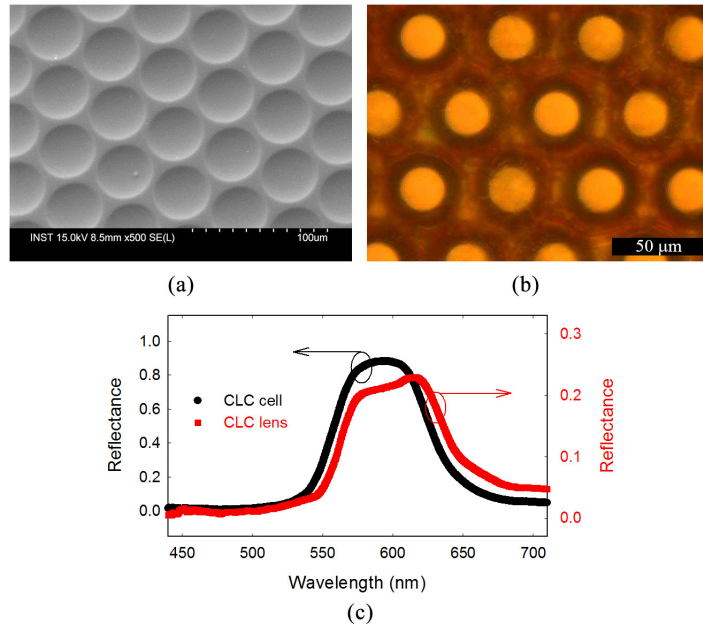 INST 15.0kV 8.5mm x500 SE(L) 100um
50 µm
(a) (b)
1.0
0.8
0.6
0.4
0.2
0.0
Reflectance
CLC cell
CLC lens
0.3
0.2
0.1
0.0
Reflectance
450 500 550 600 650 700
Wavelength (nm)
(c)